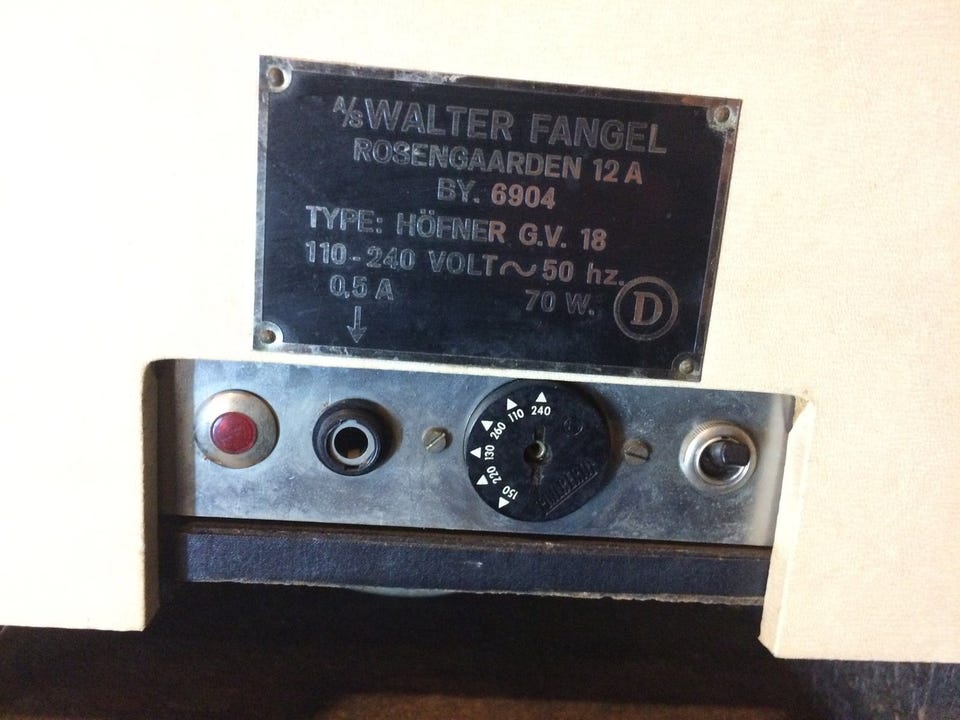 A/S WALTER FANGEL
ROSENGAARDEN 12 A
BY. 6904
TYPE: HÖFNER G.V. 18
110-240 VOLT ~ 50 hz.
0,5 A 70 W. D
240
110
260
130
220
150